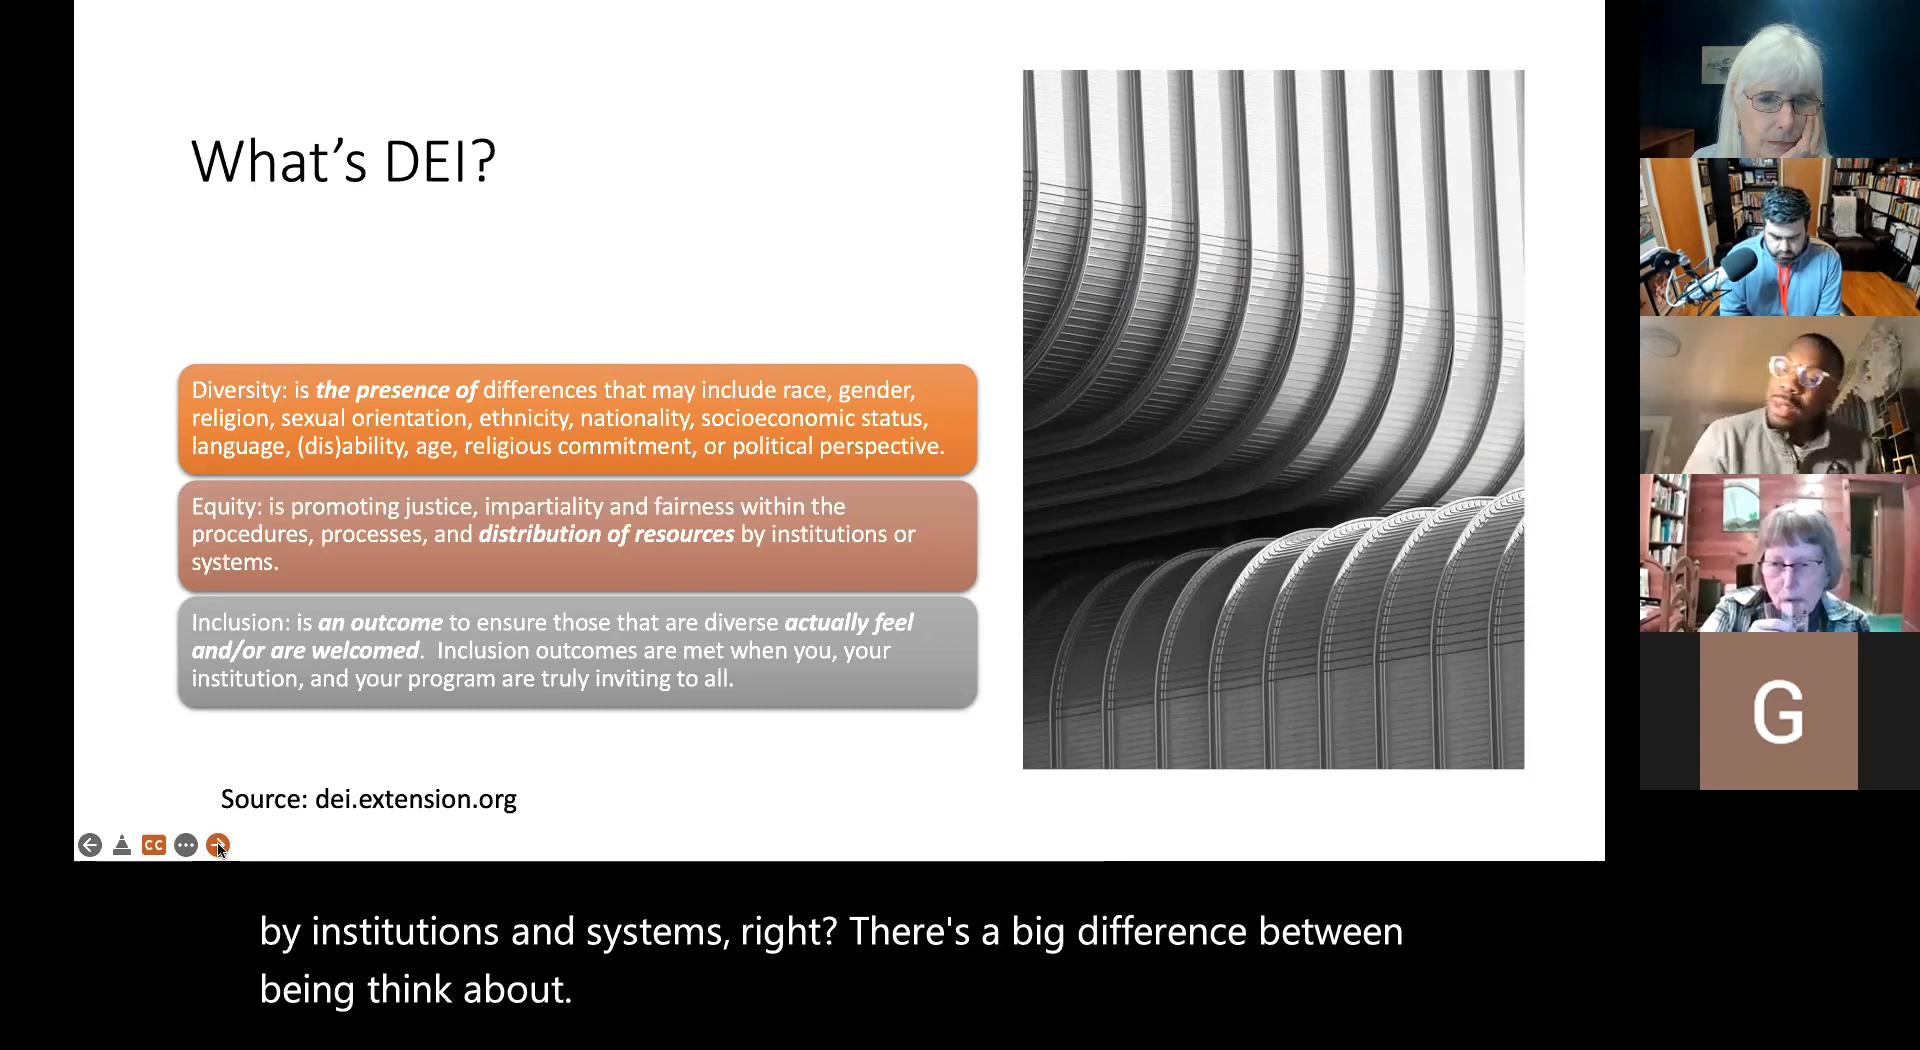 What’s DEI?
Diversity: is the presence of differences that may include race, gender,
religion, sexual orientation, ethnicity, nationality, socioeconomic status,
language, (dis)ability, age, religious commitment, or political perspective.
Equity: is promoting justice, impartiality and fairness within the
procedures, processes, and distribution of resources by institutions or
systems.
Inclusion: is an outcome to ensure those that are diverse actually feel
and/or are welcomed.  Inclusion outcomes are met when you, your
institution, and your program are truly inviting to all.
Source: dei.extension.org
CC
by institutions and systems, right? There's a big difference between
being think about.
G